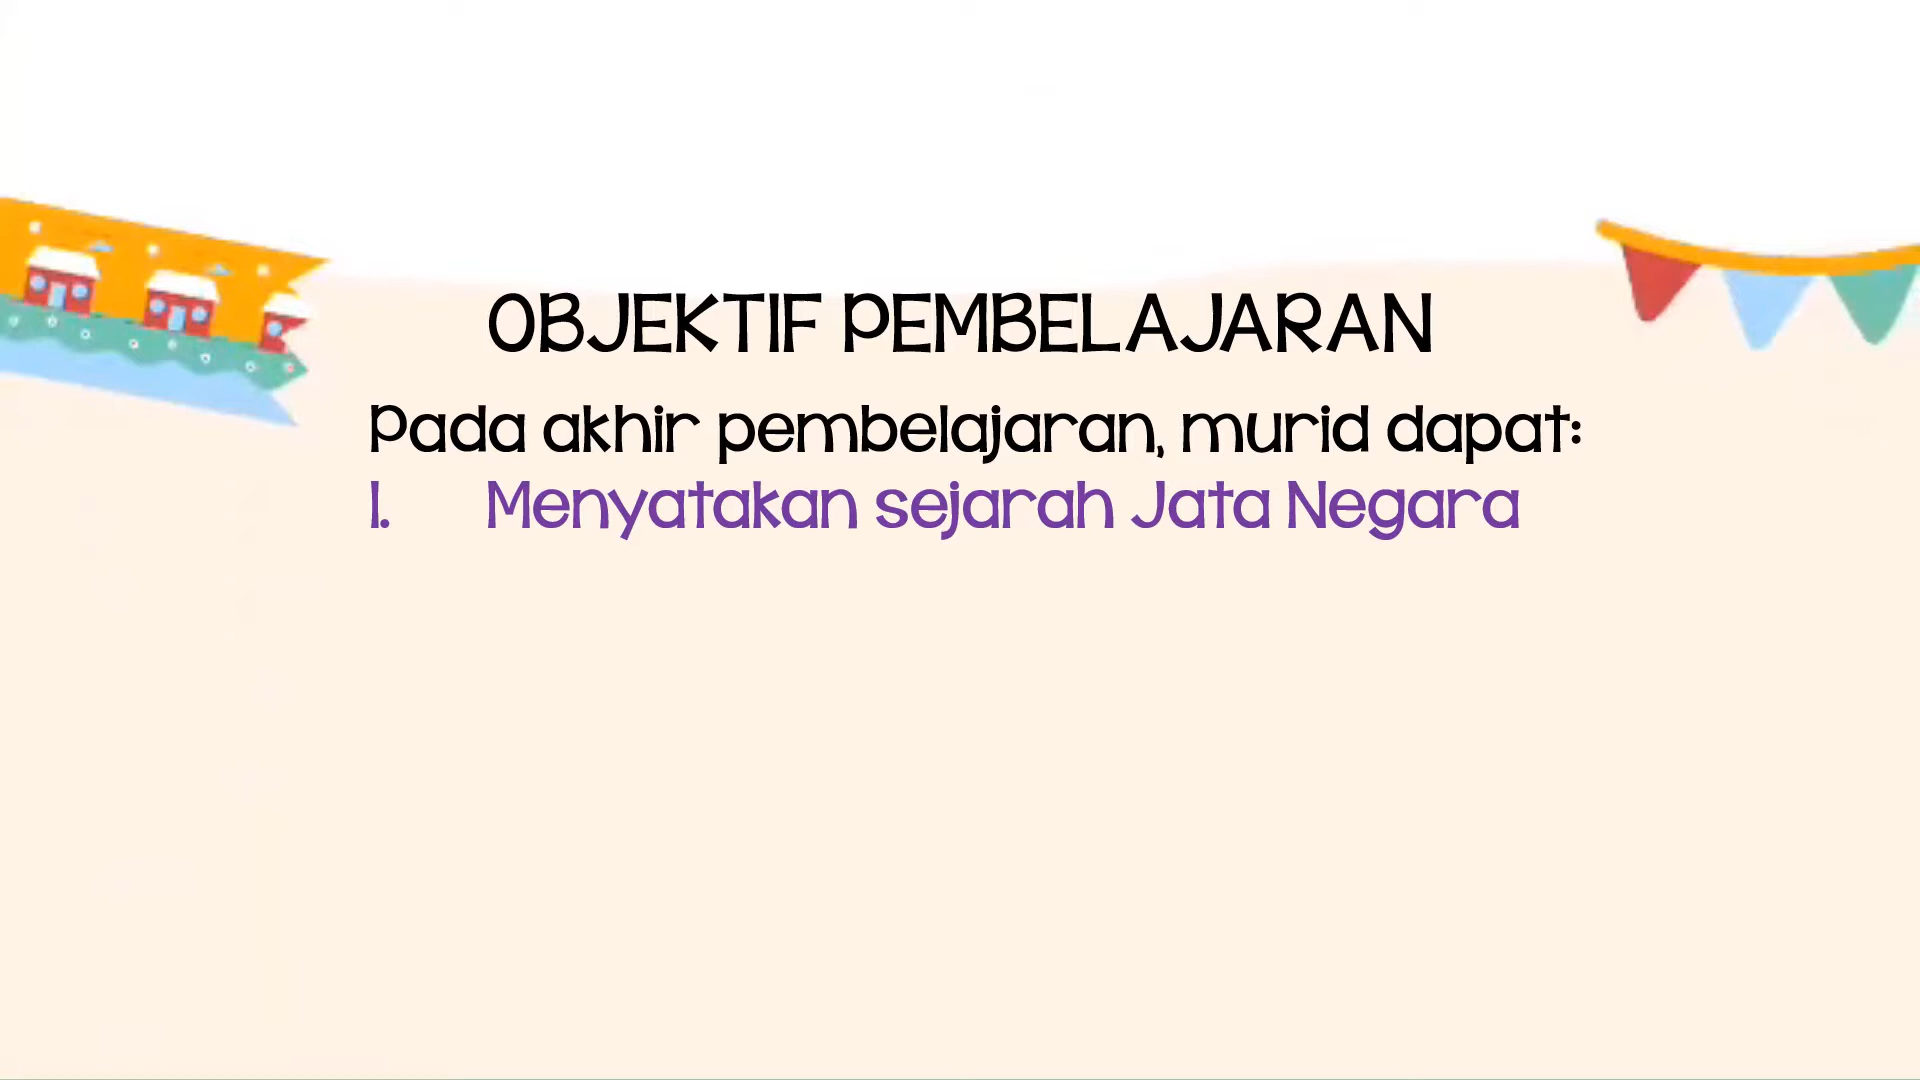 OBJEKTIF PEMBELAJARAN
Pada akhir pembelajaran, murid dapat:
1. Menyatakan sejarah Jata Negara